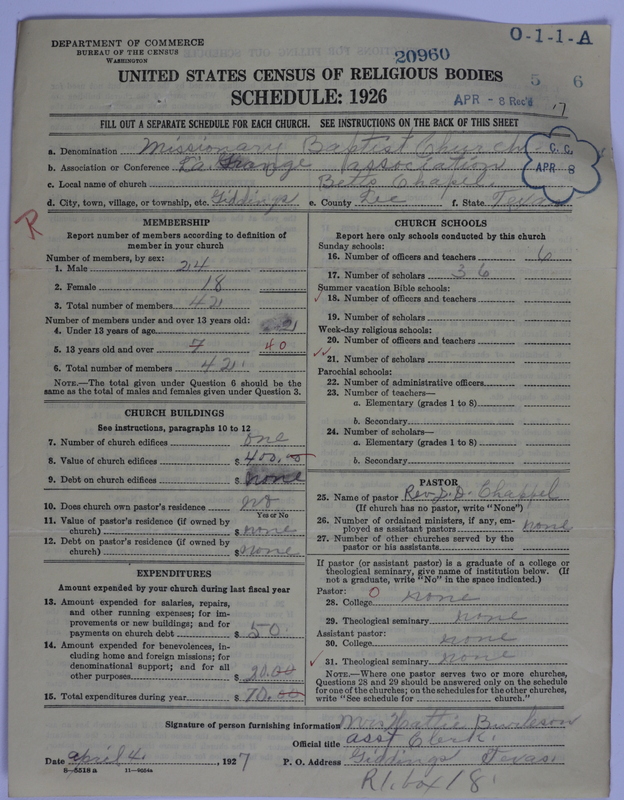 O-1-1-A
DEPARTMENT OF COMMERCE
BUREAU OF THE CENSUS
WASHINGTON
20960
UNITED STATES CENSUS OF RELIGIOUS BODIES
5 6
SCHEDULE: 1926
APR - 8 Rec'd '7
FILL OUT A SEPARATE SCHEDULE FOR EACH CHURCH. SEE INSTRUCTIONS ON THE BACK OF THIS SHEET
a. Denomination Missionary Baptist Church
C. C.
APR 8
b. Association or Conference La Grange association
c. Local name of church Bells Chapel.
d. City, town, village, or township, etc. Giddings e. County Lee f. State Texas
R
MEMBERSHIP
Report number of members according to definition of
member in your church
Number of members, by sex:
1. Male 24
2. Female 18
3. Total number of members 42
Number of members under and over 13 years old:
4. Under 13 years of age 2
5. 13 years old and over 7 40
6. Total number of members 42
NOTE.—The total given under Question 6 should be the
same as the total of males and females given under Question 3.
CHURCH BUILDINGS
See instructions, paragraphs 10 to 12
7. Number of church edifices one
8. Value of church edifices $ 400.00
9. Debt on church edifices $ none
10. Does church own pastor's residence no
Yes or No
11. Value of pastor's residence (if owned by
church) $ none
12. Debt on pastor's residence (if owned by
church) $ none
EXPENDITURES
Amount expended by your church during last fiscal year
13. Amount expended for salaries, repairs,
and other running expenses; for im-
provements or new buildings; and for
payments on church debt $ 50
14. Amount expended for benevolences, in-
cluding home and foreign missions; for
denominational support; and for all
other purposes $ 20.00
15. Total expenditures during year $ 70.00
CHURCH SCHOOLS
Report here only schools conducted by this church
Sunday schools:
16. Number of officers and teachers 6
17. Number of scholars 36
Summer vacation Bible schools:
18. Number of officers and teachers
19. Number of scholars
Week-day religious schools:
20. Number of officers and teachers
21. Number of scholars
Parochial schools:
22. Number of administrative officers
23. Number of teachers—
a. Elementary (grades 1 to 8)
b. Secondary
24. Number of scholars—
a. Elementary (grades 1 to 8)
b. Secondary
PASTOR
25. Name of pastor Rev. D. D. Chappel
(If church has no pastor, write "None")
26. Number of ordained ministers, if any, em-
ployed as assistant pastors none
27. Number of other churches served by the
pastor or his assistants
If pastor (or assistant pastor) is a graduate of a college or
theological seminary, give name of institution below. (If
not a graduate, write "No" in the space indicated.)
Pastor: O
28. College none
29. Theological seminary none
Assistant pastor:
30. College none
31. Theological seminary none
NOTE.—Where one pastor serves two or more churches,
Questions 28 and 29 should be answered only on the schedule
for one of the churches; on the schedules for the other churches,
write "See schedule for church."
Signature of person furnishing information Mrs Hattie Burleson
Official title asst Clerk.
Date april 4, 1927 P. O. Address Giddings Texas.
11-9054a
R1. box 18.